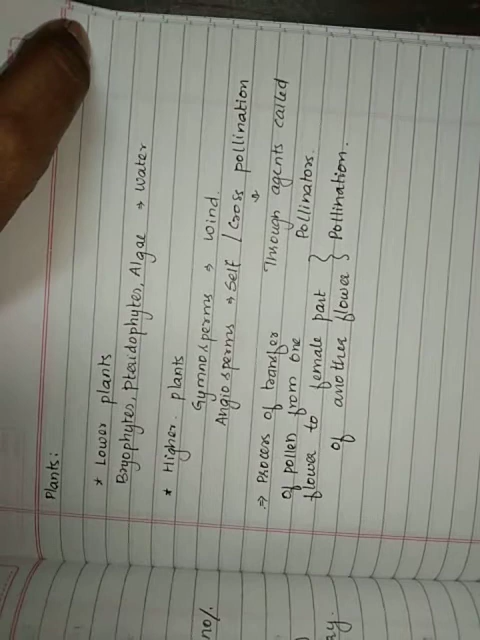 Plants:
* Lower plants
Bryophytes, Pteridophytes, Algae → Water
* Higher plants
Gymnosperms → Wind.
Angiosperms → Self / Cross pollination
↓
⇒ Process of transfer
of pollen from one
flower to female part
of another flower } Pollination.
Through agents called
Pollinators.
no%.